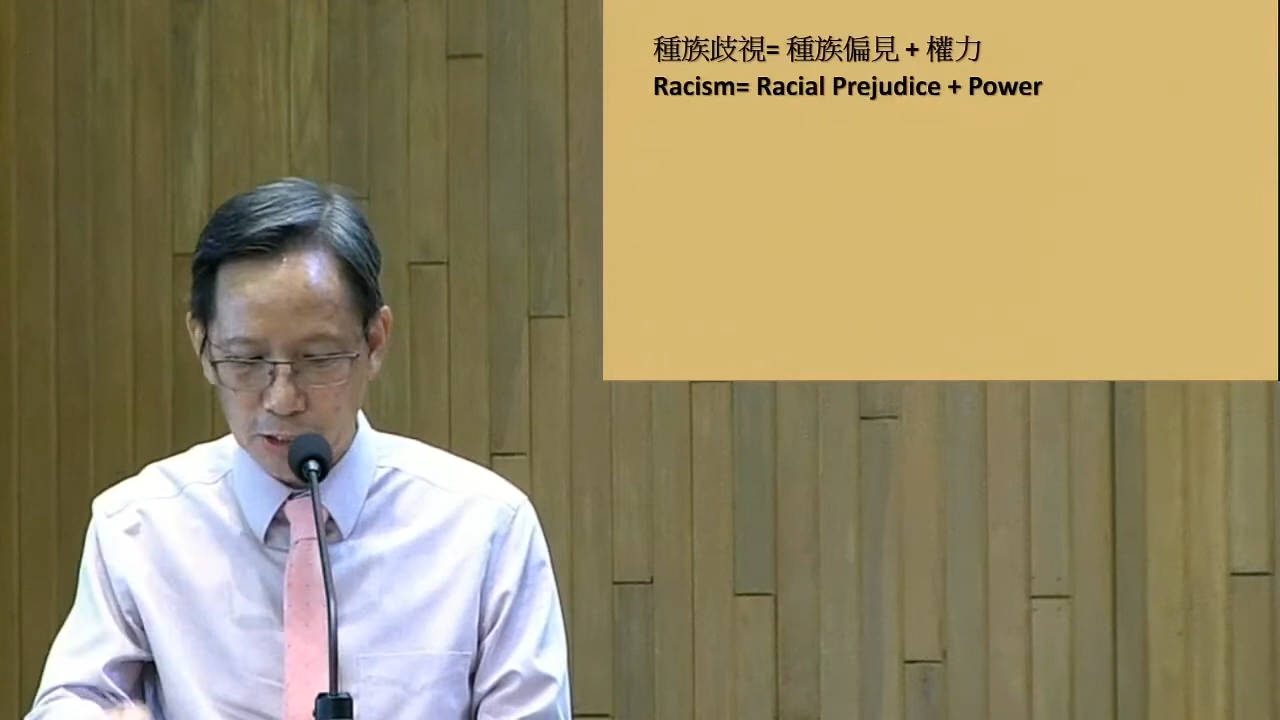 種族歧視= 種族偏見 + 權力
Racism= Racial Prejudice + Power